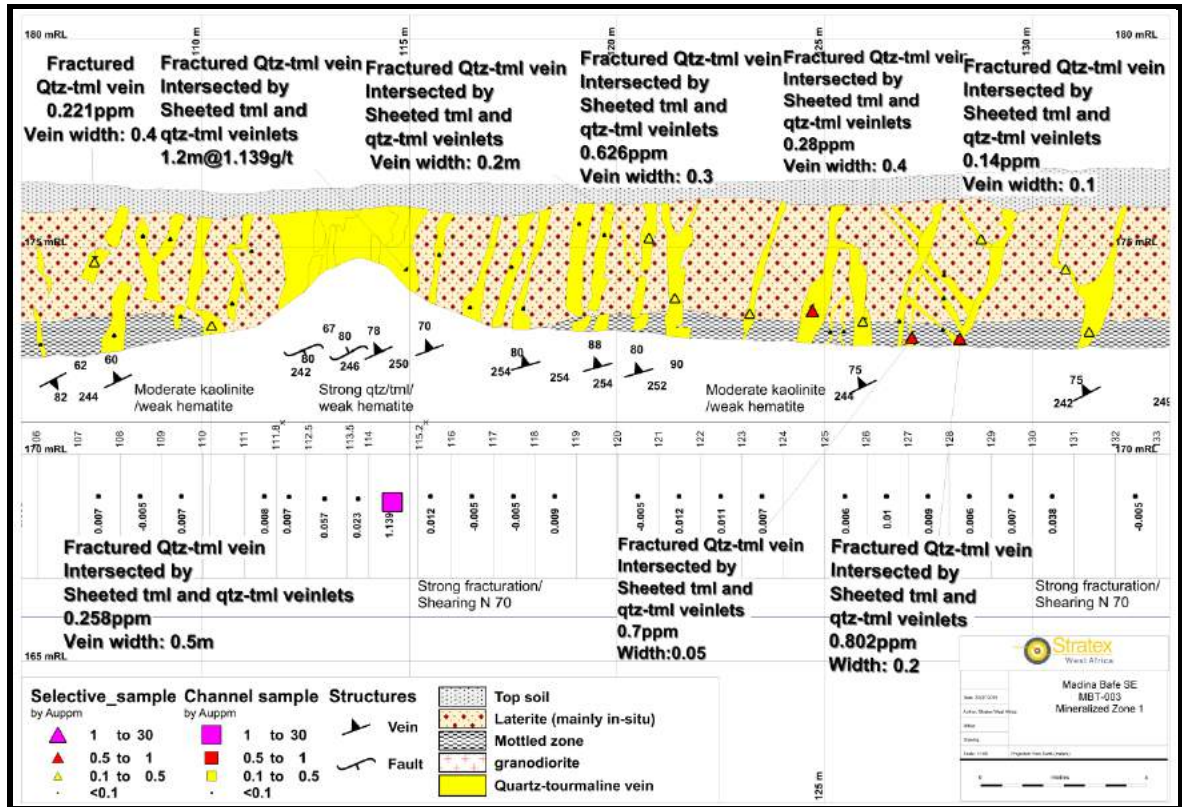 180 mRL
110 m
115 m
120 m
125 m
130 m
180 mRL
Fractured
Qtz-tml vein
0.221ppm
Vein width: 0.4
Fractured Qtz-tml vein
Intersected by
Sheeted tml and
qtz-tml veinlets
1.2m@1.139g/t
Fractured Qtz-tml vein
Intersected by
Sheeted tml and
qtz-tml veinlets
Vein width: 0.2m
Fractured Qtz-tml vein
Intersected by
Sheeted tml and
qtz-tml veinlets
0.626ppm
Vein width: 0.3
Fractured Qtz-tml vein
Intersected by
Sheeted tml and
qtz-tml veinlets
0.28ppm
Vein width: 0.4
Fractured Qtz-tml vein
Intersected by
Sheeted tml and
qtz-tml veinlets
0.14ppm
Vein width: 0.1
175 mRL
175 mRL
62
82
60
244
67
80
242
80
246
78
250
70
80
254
254
88
254
80
252
90
75
244
75
242
249
Moderate kaolinite
/weak hematite
Strong qtz/tml/
weak hematite
Moderate kaolinite
/weak hematite
106 107 108 109 110 111 111.8 112.5 113.5 114 115.2 116 117 118 119 120 121 122 123 124 125 126 127 128 129 130 131 132 133
170 mRL
170 mRL
0.007 -0.005 0.007 0.008 0.007 0.057 0.023 1.139 0.012 -0.005 -0.005 0.009 -0.005 0.012 0.011 0.007 0.006 0.01 0.009 0.006 0.007 0.038 -0.005
Fractured Qtz-tml vein
Intersected by
Sheeted tml and qtz-tml veinlets
0.258ppm
Vein width: 0.5m
Strong fracturation/
Shearing N 70
Fractured Qtz-tml vein
Intersected by
Sheeted tml and
qtz-tml veinlets
0.7ppm
Width:0.05
Fractured Qtz-tml vein
Intersected by
Sheeted tml and
qtz-tml veinlets
0.802ppm
Width: 0.2
Strong fracturation/
Shearing N 70
165 mRL
Selective_sample
by Auppm
1 to 30
0.5 to 1
0.1 to 0.5
<0.1
Channel sample
by Auppm
1 to 30
0.5 to 1
0.1 to 0.5
<0.1
Structures
Vein
Fault
Top soil
Laterite (mainly in-situ)
Mottled zone
granodiorite
Quartz-tourmaline vein
125 m
Stratex
West Africa
Madina Bafe SE
MBT-003
Mineralized Zone 1